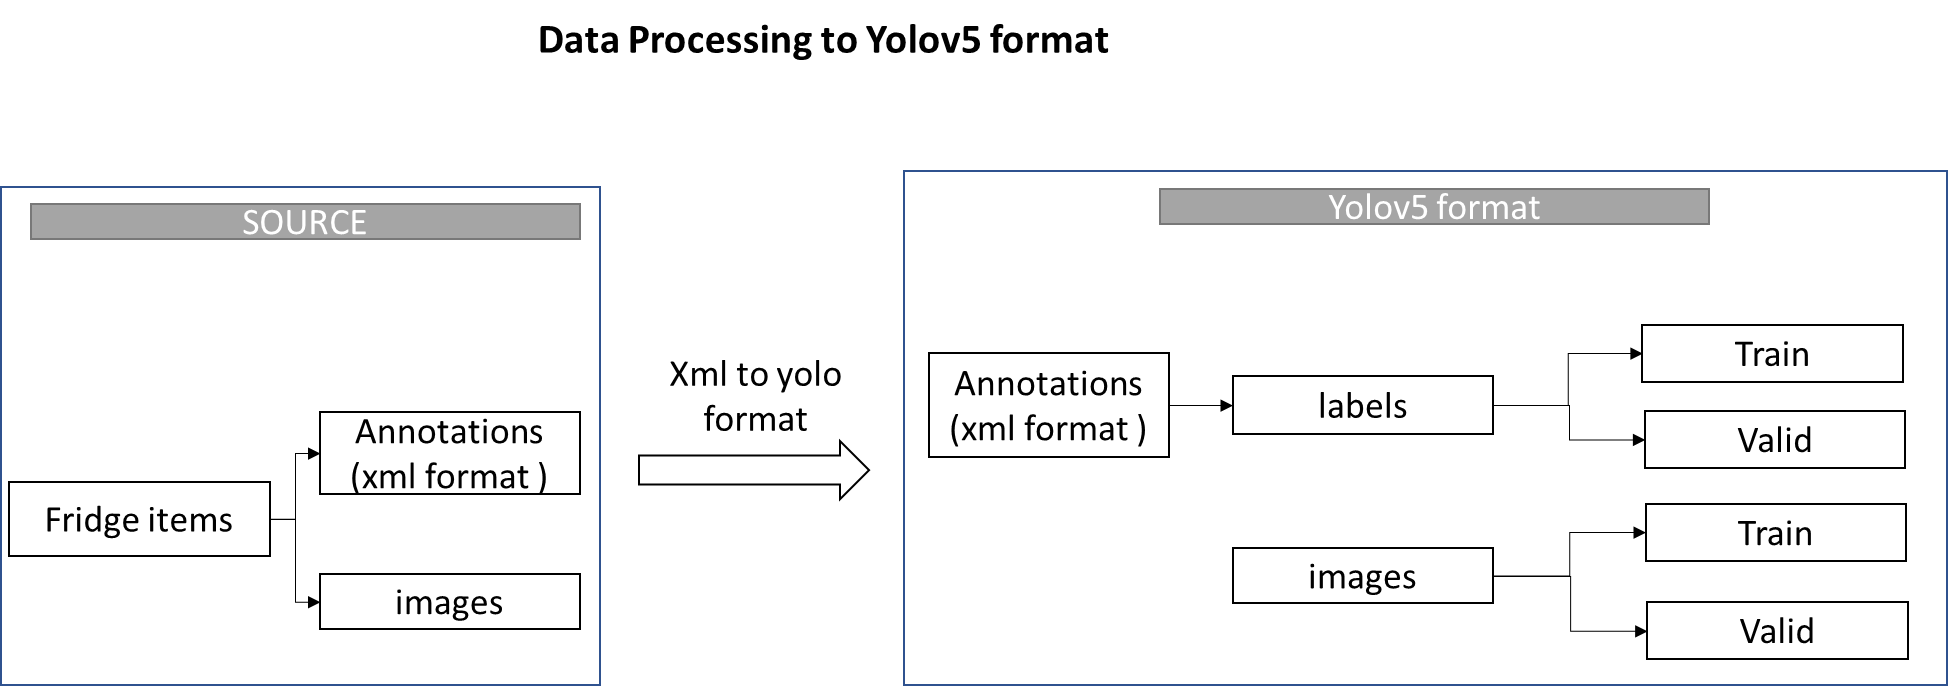 Data Processing to Yolov5 format
SOURCE
Fridge items
Annotations
(xml format )
images
Xml to yolo
format
Yolov5 format
Annotations
(xml format )
labels
Train
Valid
images
Train
Valid